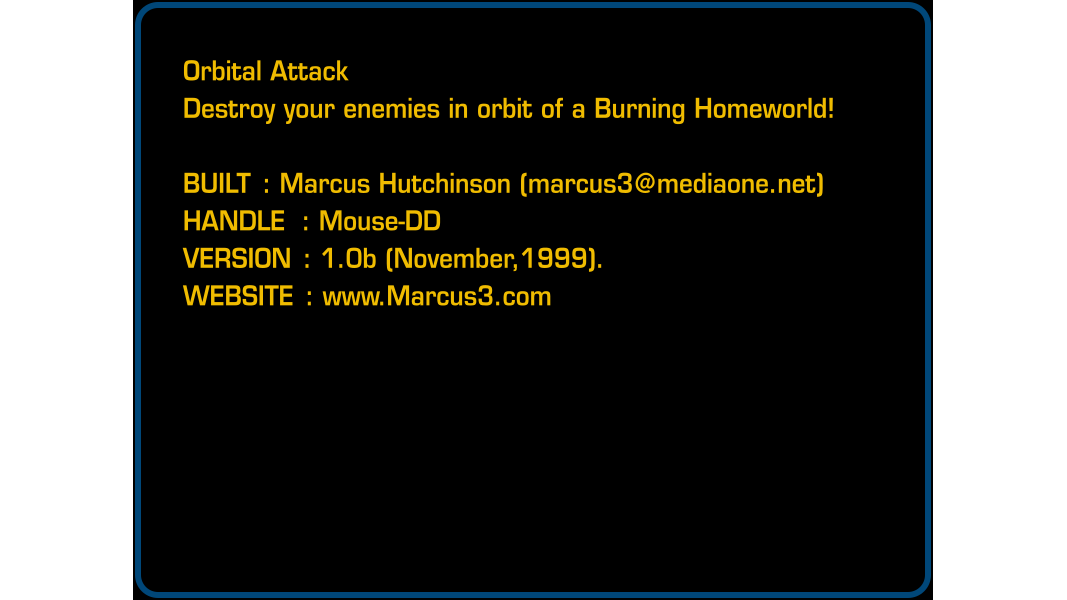 Orbital Attack
Destroy your enemies in orbit of a Burning Homeworld!
BUILT : Marcus Hutchinson (marcus3@mediaone.net)
HANDLE : Mouse-DD
VERSION : 1.0b (November,1999).
WEBSITE : www.Marcus3.com